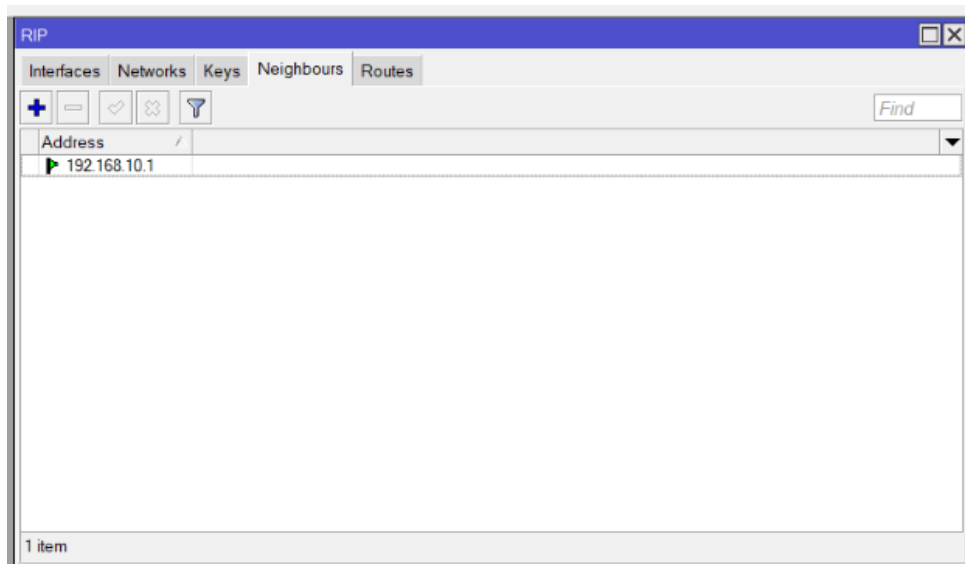 RIP
Interfaces Networks Keys Neighbours Routes
Find
Address
192.168.10.1
1 item